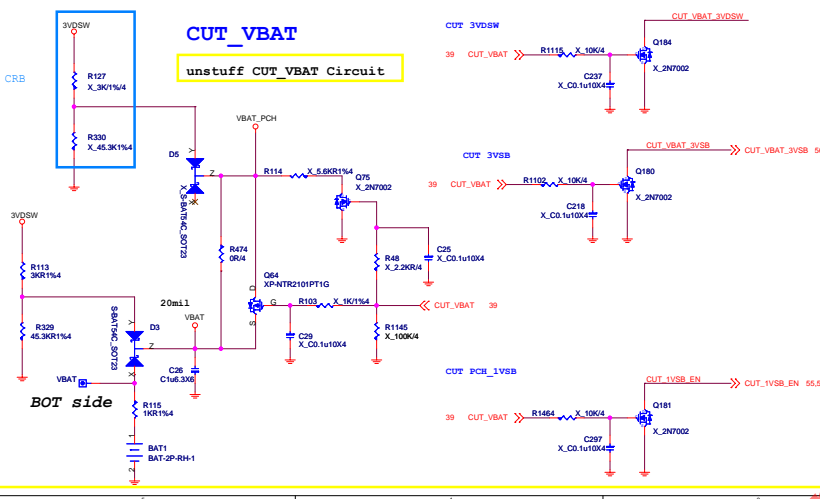 3VDSW
CRB
R127
X_3K/1%/4
R330
X_45.3K1%4
CUT_VBAT
unstuff CUT_VBAT Circuit
VBAT_PCH
D5
Y
Z
X
X_S-BAT54C_SOT23
R114
X_5.6KR1%4
Q75
X_2N7002
R474
0R/4
Q64
XP-NTR2101PT1G
D
G
S
R103
X_1K/1%4
C29
X_C0.1u10X4
R48
X_2.2KR/4
C25
X_C0.1u10X4
CUT_VBAT 39
R1145
X_100K/4
3VDSW
R113
3KR1%4
R329
45.3KR1%4
S-BAT54C_SOT23
D3
Y
Z
X
20mil
VBAT
C26
C1u6.3X6
VBAT
BOT side
R115
1KR1%4
1
BAT1
BAT-2P-RH-1
2
CUT 3VDSW
39 CUT_VBAT
R1115 X_10K/4
C237
X_C0.1u10X4
Q184
X_2N7002
CUT_VBAT_3VDSW
CUT 3VSB
39 CUT_VBAT
R1102 X_10K/4
C218
X_C0.1u10X4
Q180
X_2N7002
CUT_VBAT_3VSB
CUT_VBAT_3VSB
CUT PCH_1VSB
39 CUT_VBAT
R1464 X_10K/4
C297
X_C0.1u10X4
Q181
X_2N7002
CUT_1VSB_EN
CUT_1VSB_EN 55,5